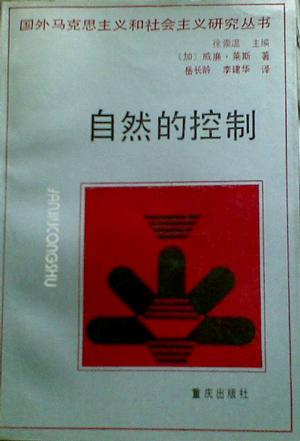 国外马克思主义和社会主义研究丛书
徐崇温 主编
(加) 威廉·莱斯 著
岳长龄 李建华 译
自然的控制
重庆出版社